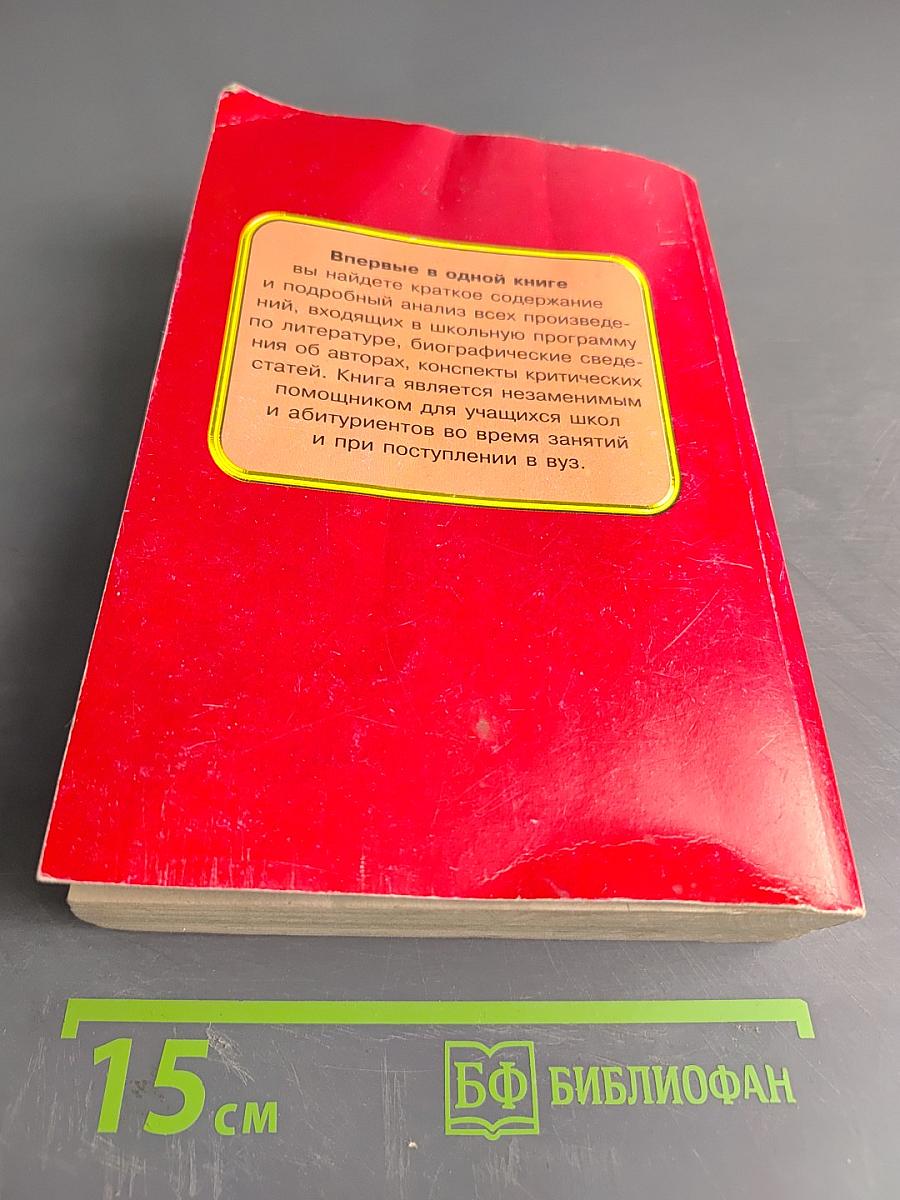 Впервые в одной книге
вы найдете краткое содержание
и подробный анализ всех произведе-
ний, входящих в школьную программу
по литературе, биографические сведе-
ния об авторах, конспекты критических
статей. Книга является незаменимым
помощником для учащихся школ
и абитуриентов во время занятий
и при поступлении в вуз.
15 см
БФ БИБЛИОФАН